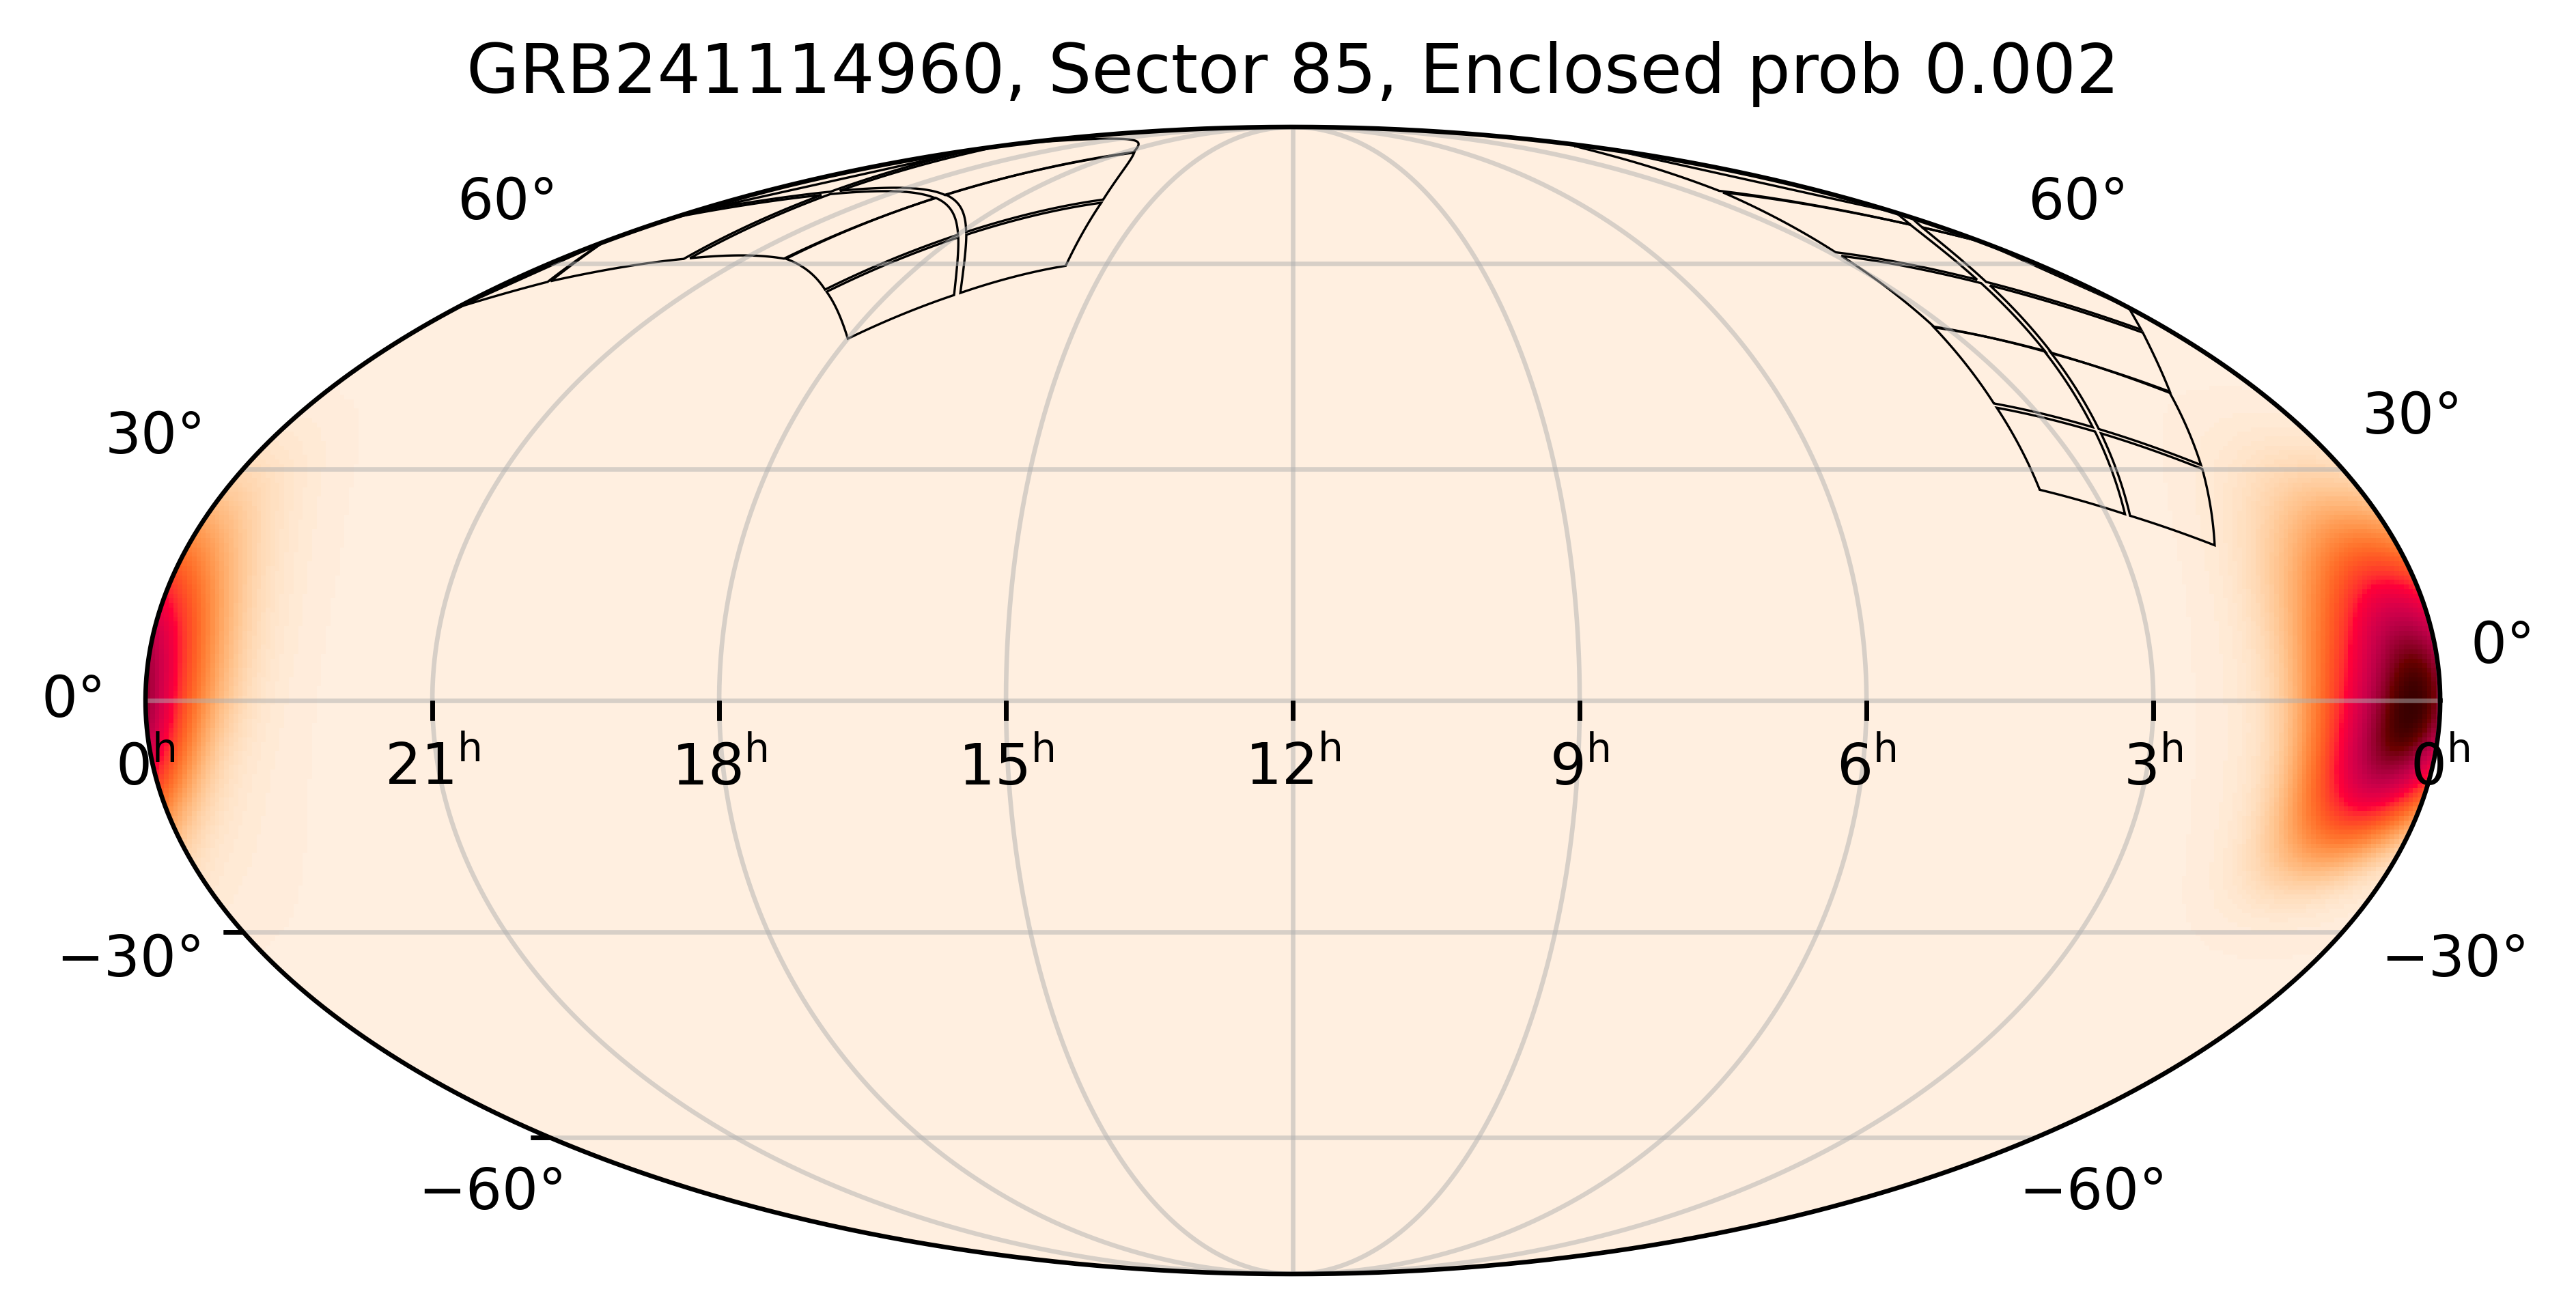 GRB241114960, Sector 85, Enclosed prob 0.002
60° 60°
30° 30°
0° 0°
0h 21h 18h 15h 12h 9h 6h 3h 0h
−30° −30°
−60° −60°